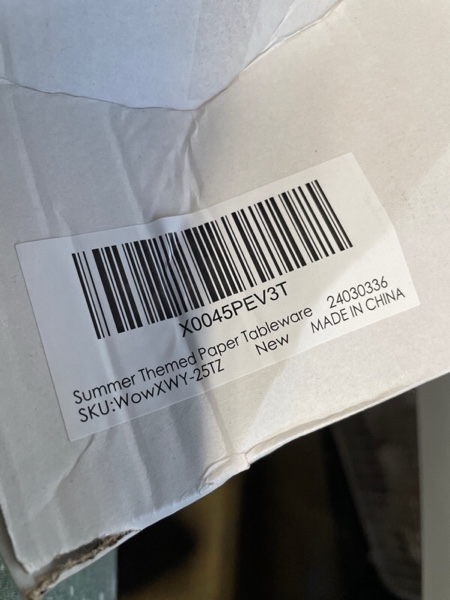 X0045PEV3T
Summer Themed Paper Tableware 24030336
SKU:WowXWY-25TZ New MADE IN CHINA